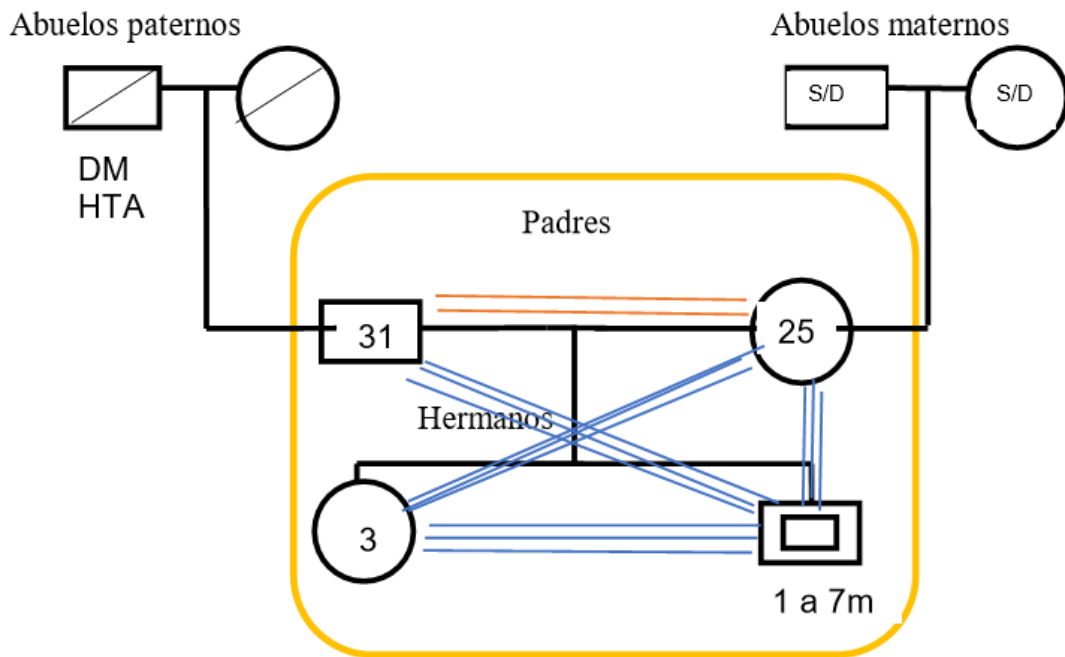 Abuelos paternos
Abuelos maternos
S/D
S/D
DM
HTA
Padres
31
25
Hermanos
3
1 a 7m